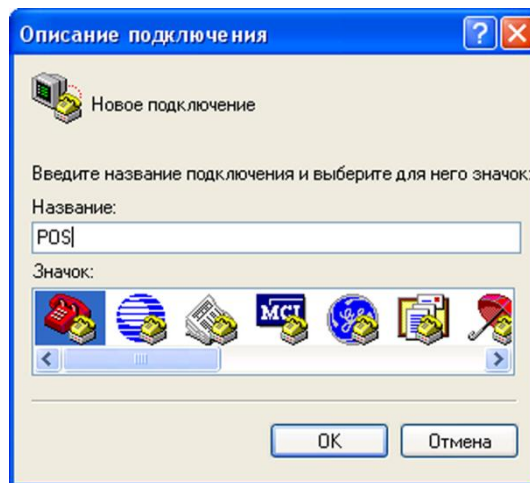 Описание подключения
Новое подключение
Введите название подключения и выберите для него значок:
Название:
POS
Значок:
MCI
OK
Отмена